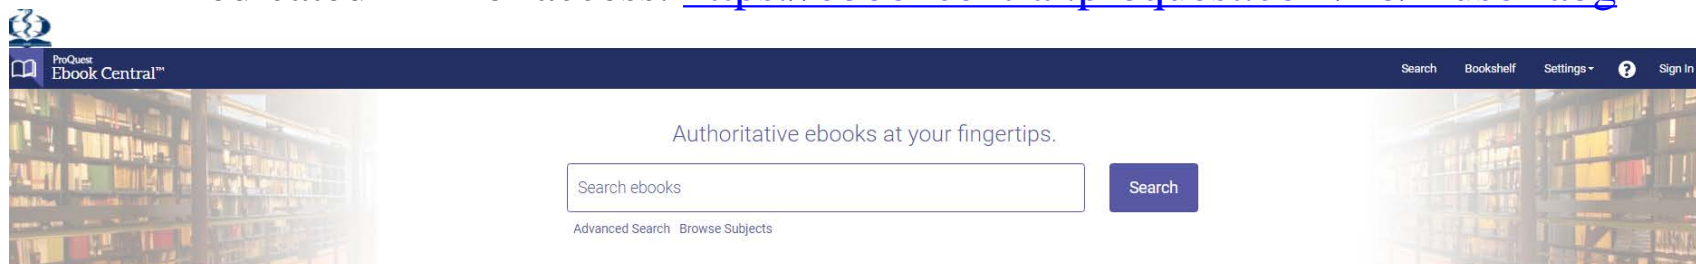 ProQuest
Ebook Central™
Search Bookshelf Settings ? Sign In
Authoritative ebooks at your fingertips.
Search ebooks
Search
Advanced Search Browse Subjects